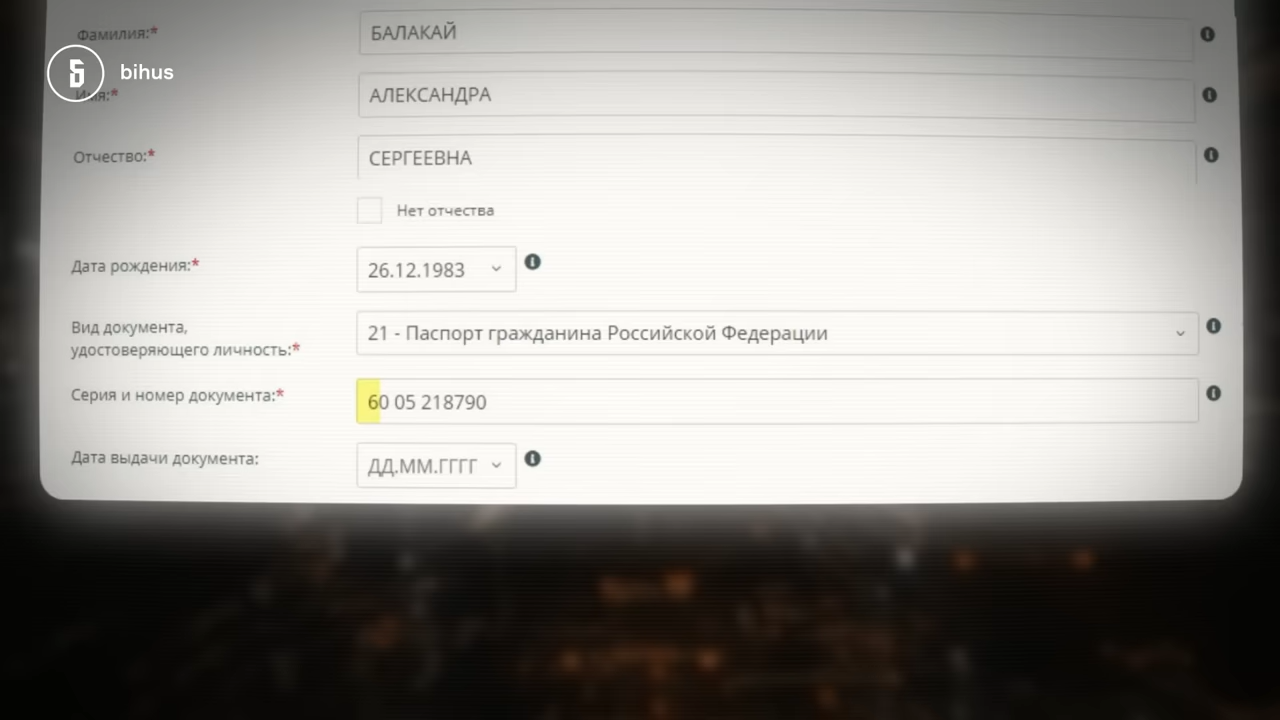 Фамилия:*
БАЛАКАЙ
bihus
Имя:*
АЛЕКСАНДРА
Отчество:*
СЕРГЕЕВНА
Нет отчества
Дата рождения:*
26.12.1983
Вид документа,
удостоверяющего личность:*
21 - Паспорт гражданина Российской Федерации
Серия и номер документа:*
60 05 218790
Дата выдачи документа:
ДД.ММ.ГГГГ